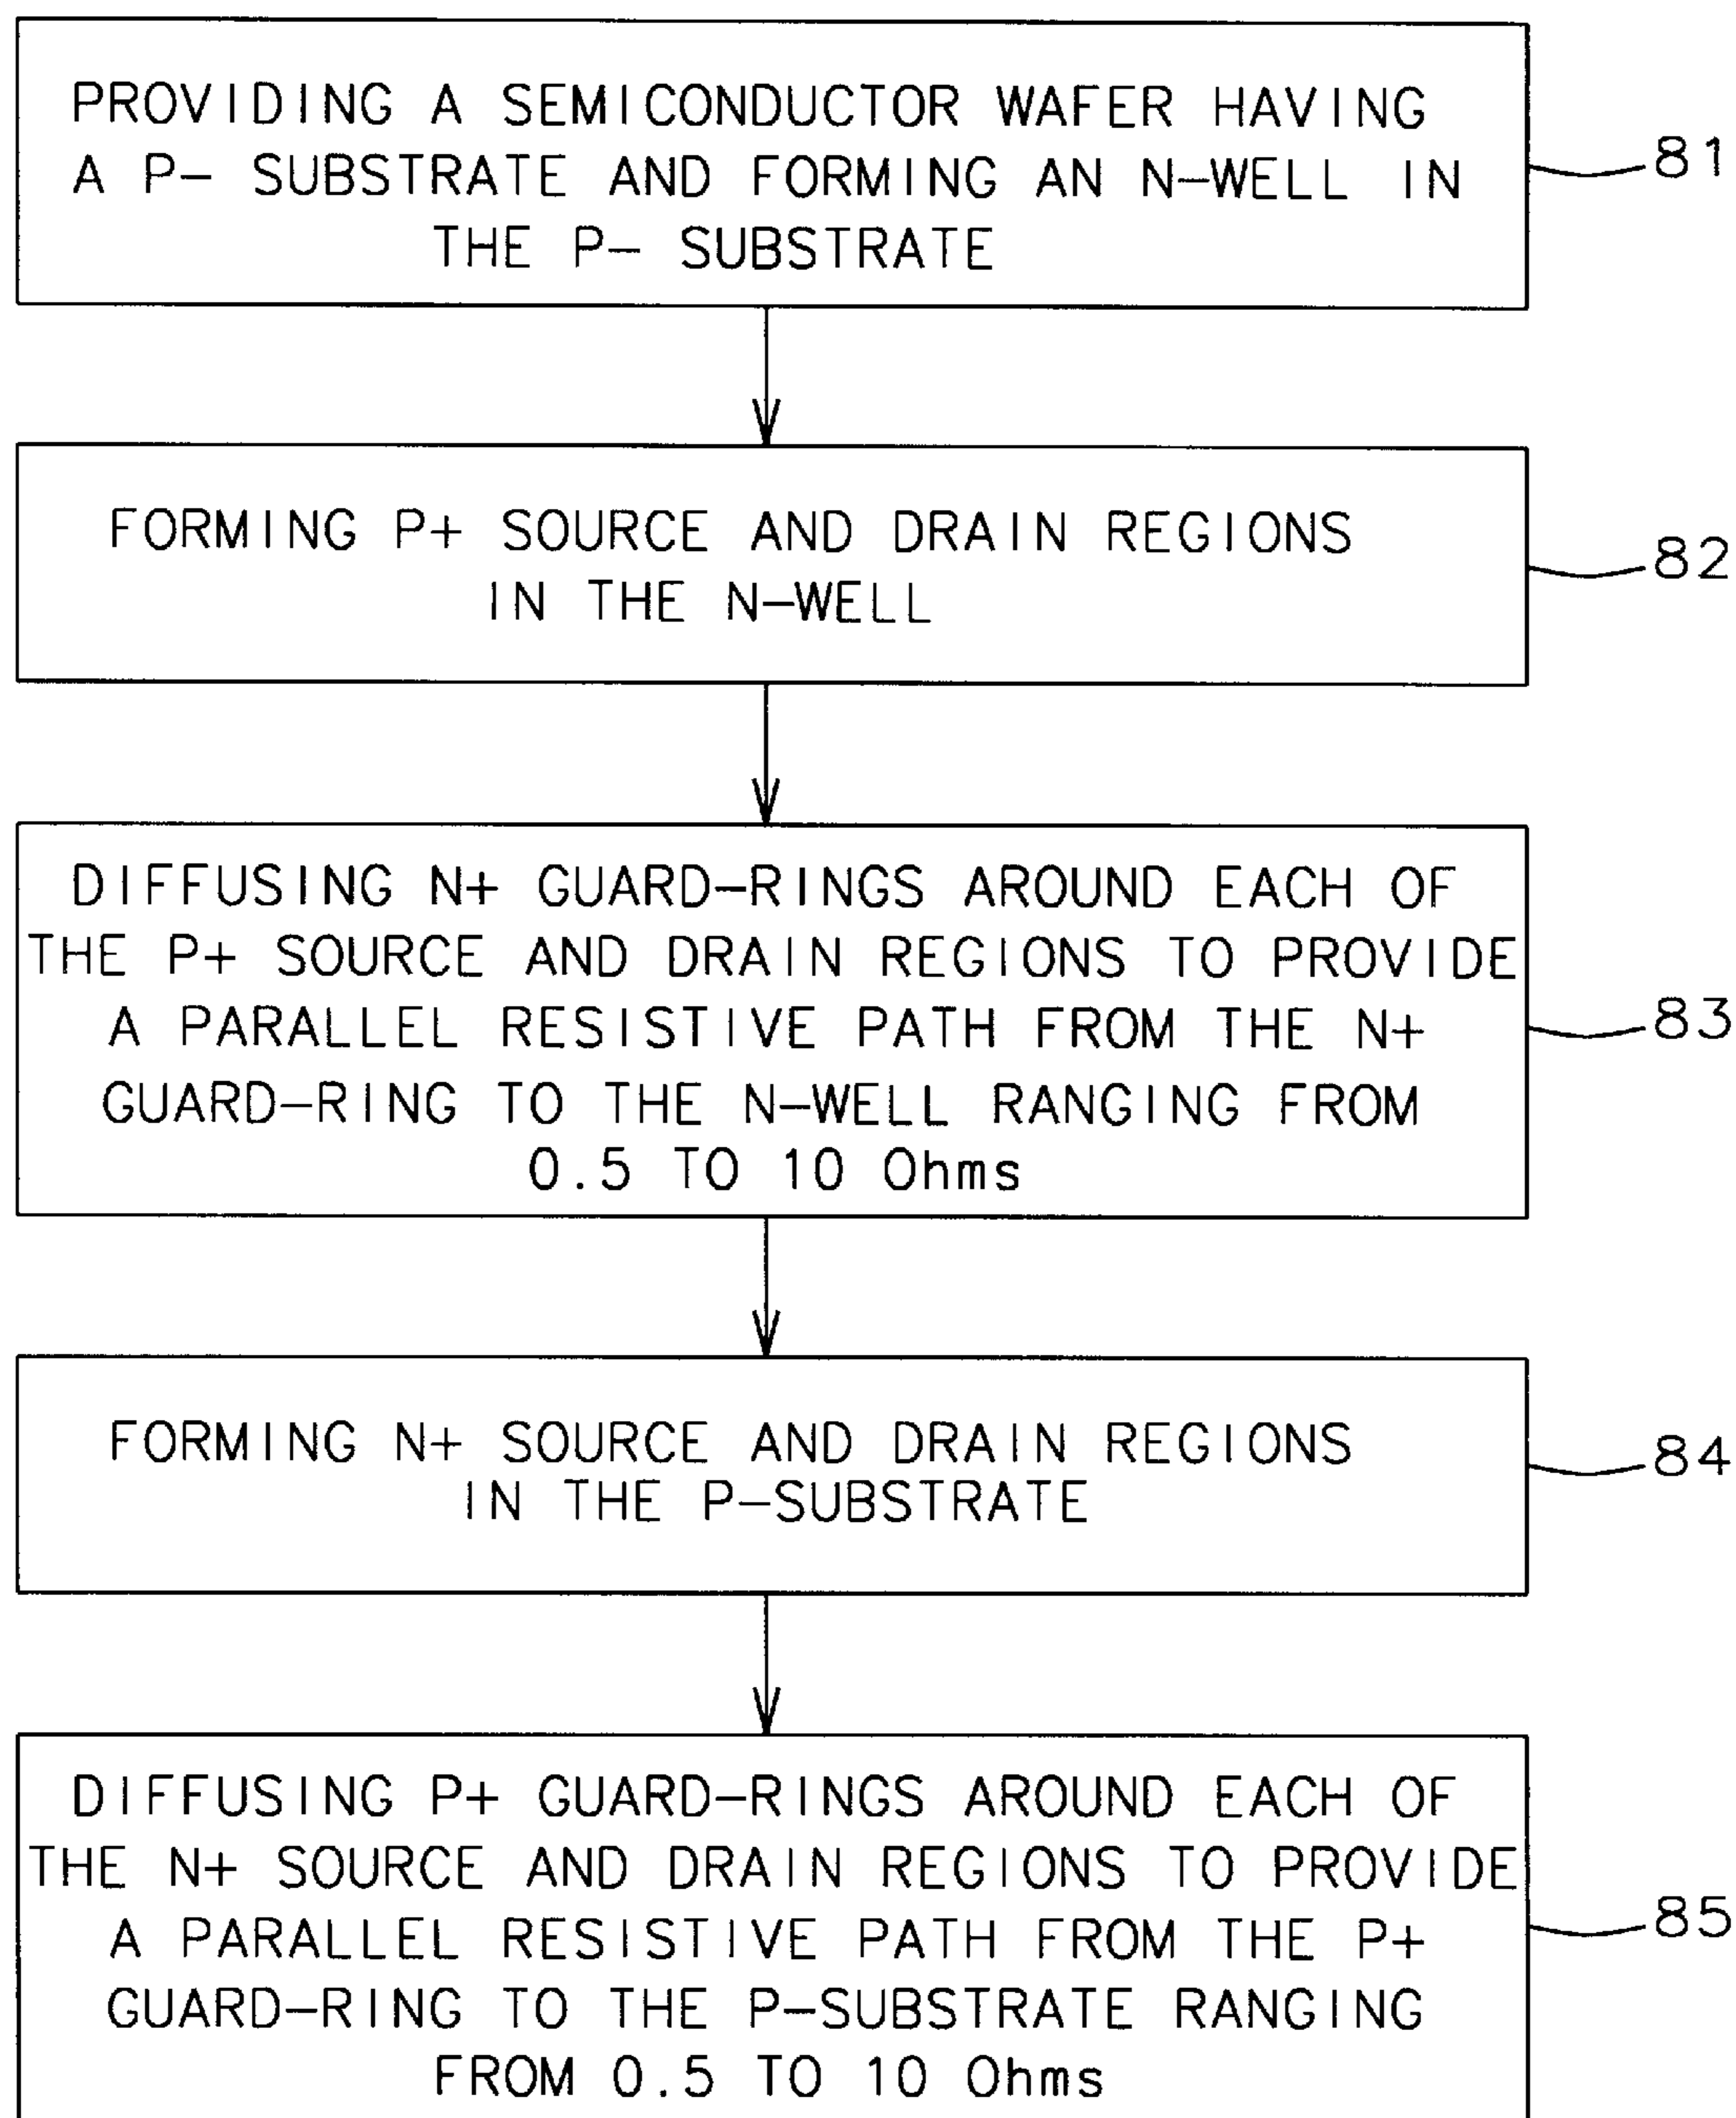 PROVIDING A SEMICONDUCTOR WAFER HAVING
A P- SUBSTRATE AND FORMING AN N-WELL IN
THE P- SUBSTRATE
81
FORMING P+ SOURCE AND DRAIN REGIONS
IN THE N-WELL
82
DIFFUSING N+ GUARD-RINGS AROUND EACH OF
THE P+ SOURCE AND DRAIN REGIONS TO PROVIDE
A PARALLEL RESISTIVE PATH FROM THE N+
GUARD-RING TO THE N-WELL RANGING FROM
0.5 TO 10 Ohms
83
FORMING N+ SOURCE AND DRAIN REGIONS
IN THE P-SUBSTRATE
84
DIFFUSING P+ GUARD-RINGS AROUND EACH OF
THE N+ SOURCE AND DRAIN REGIONS TO PROVIDE
A PARALLEL RESISTIVE PATH FROM THE P+
GUARD-RING TO THE P-SUBSTRATE RANGING
FROM 0.5 TO 10 Ohms
85